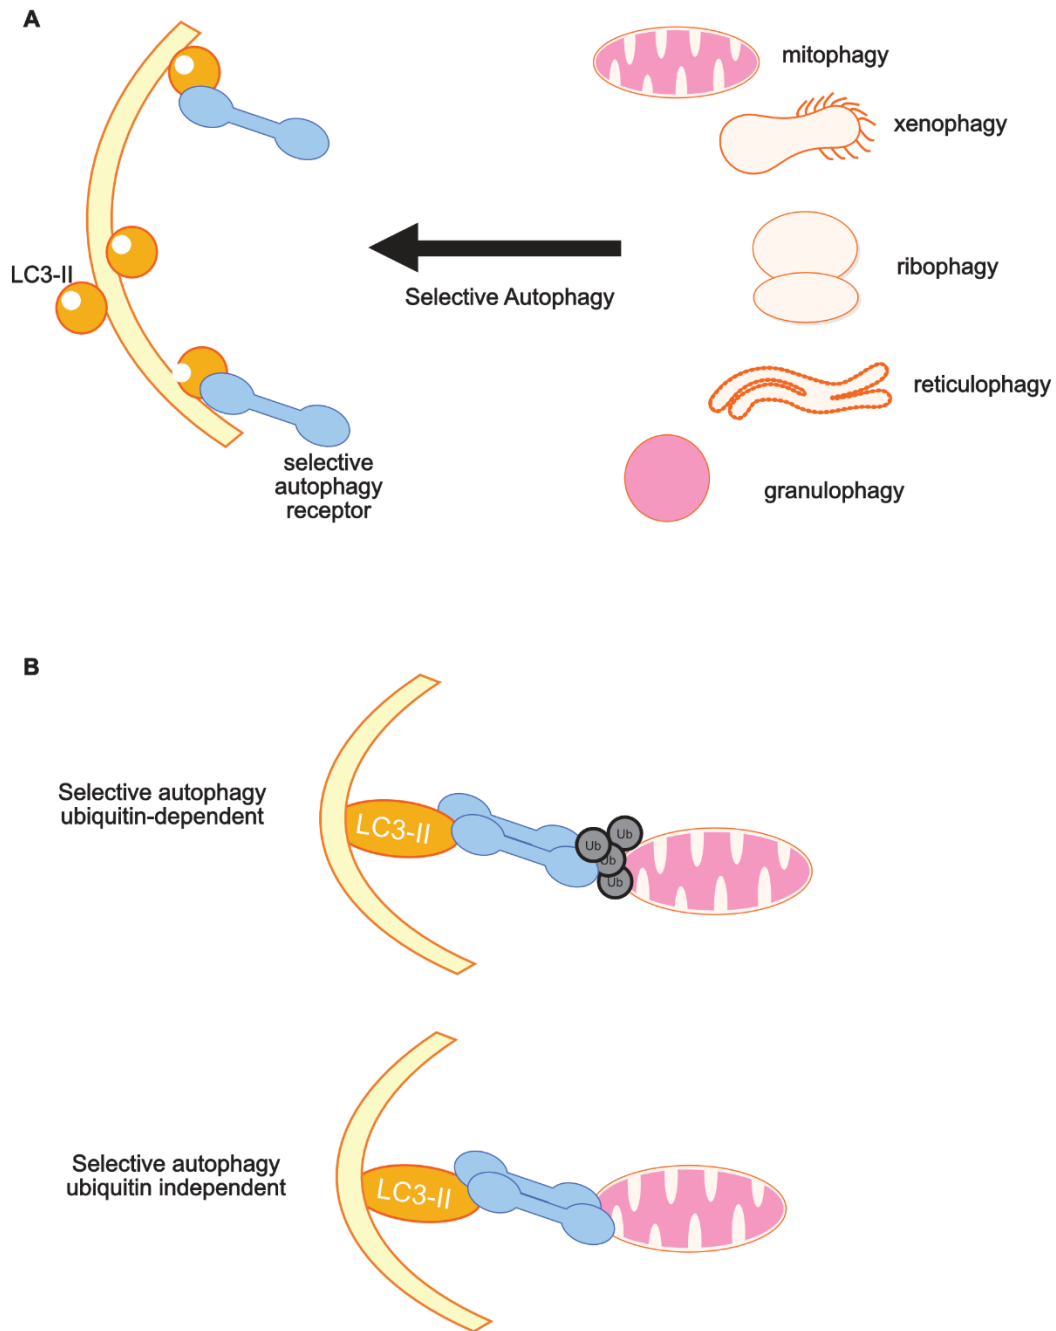 A
mitophagy
xenophagy
LC3-II
ribophagy
Selective Autophagy
reticulophagy
selective
autophagy
receptor
granulophagy
B
Selective autophagy
ubiquitin-dependent
LC3-II
Ub
Ub
Ub
Ub
Selective autophagy
ubiquitin independent
LC3-II